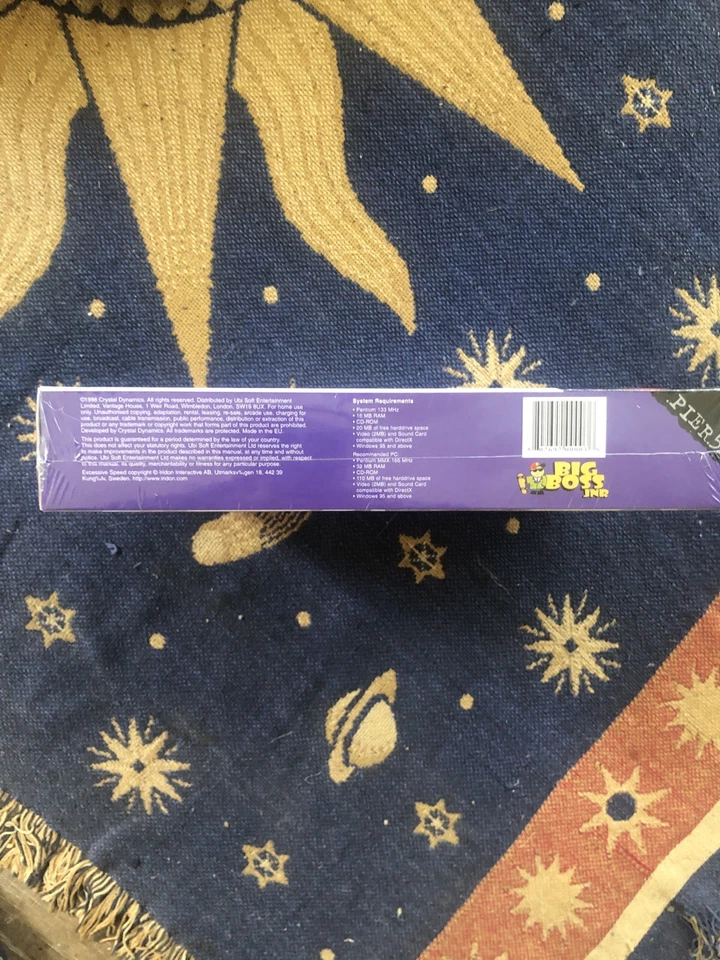 ©1998 Crystal Dynamics. All rights reserved. Distributed by Ubi Soft Entertainment
Limited, Vantage House, 1 Weir Road, Wimbledon, London, SW19 8UX. For home use
only. Unauthorised copying, adaptation, rental, leasing, re-sale, arcade use, charging for
use, broadcast, cable transmission, public performance, distribution or extraction of this
product or any trademark or copyright work that forms part of this product are prohibited.
Developed by Crystal Dynamics. All trademarks are protected. Made in the EU.
This product is guaranteed for a period determined by the law of your country.
This does not affect your statutory rights. Ubi Soft Entertainment Ltd reserves the right
to make improvements in the product described in this manual, at any time and without
notice. Ubi Soft Entertainment Ltd makes no warranties expressed or implied, with respect
to this manual, its quality, merchantability or fitness for any particular purpose.
Excessive Speed copyright © Iridon Interactive AB, 18, 442 39
Sweden. http://www.iridon.com
System Requirements
• Pentium 133 MHz
• 16 MB RAM
• CD-ROM
• 20 MB of free harddrive space
• Video (2MB) and Sound Card
compatible with DirectX
• Windows 95 and above
Recommended PC:
• Pentium MMX 166 MHz
• 32 MB RAM
• CD-ROM
• 110 MB of free harddrive space
• Video (2MB) and Sound Card
compatible with DirectX
• Windows 95 and above
BIG
BOSS
JNR